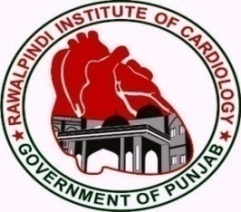 RAWALPINDI INSTITUTE OF CARDIOLOGY
GOVERNMENT OF PUNJAB